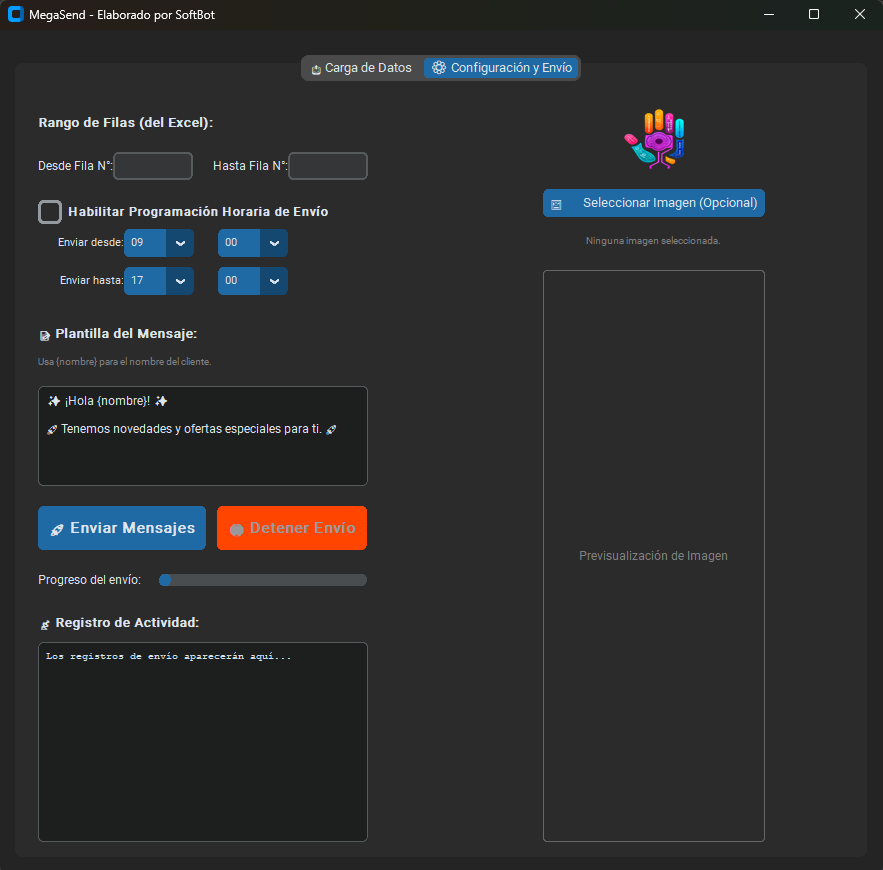 MegaSend - Elaborado por SoftBot
Carga de Datos
Configuración y Envío
Rango de Filas (del Excel):
Desde Fila N°:
Hasta Fila N°:
Habilitar Programación Horaria de Envío
Enviar desde: 09 00
Enviar hasta: 17 00
Plantilla del Mensaje:
Usa {nombre} para el nombre del cliente.
✨ ¡Hola {nombre}! ✨
🚀 Tenemos novedades y ofertas especiales para ti. 🚀
Enviar Mensajes
Detener Envío
Progreso del envío:
Registro de Actividad:
Los registros de envío aparecerán aquí...
Seleccionar Imagen (Opcional)
Ninguna imagen seleccionada.
Previsualización de Imagen